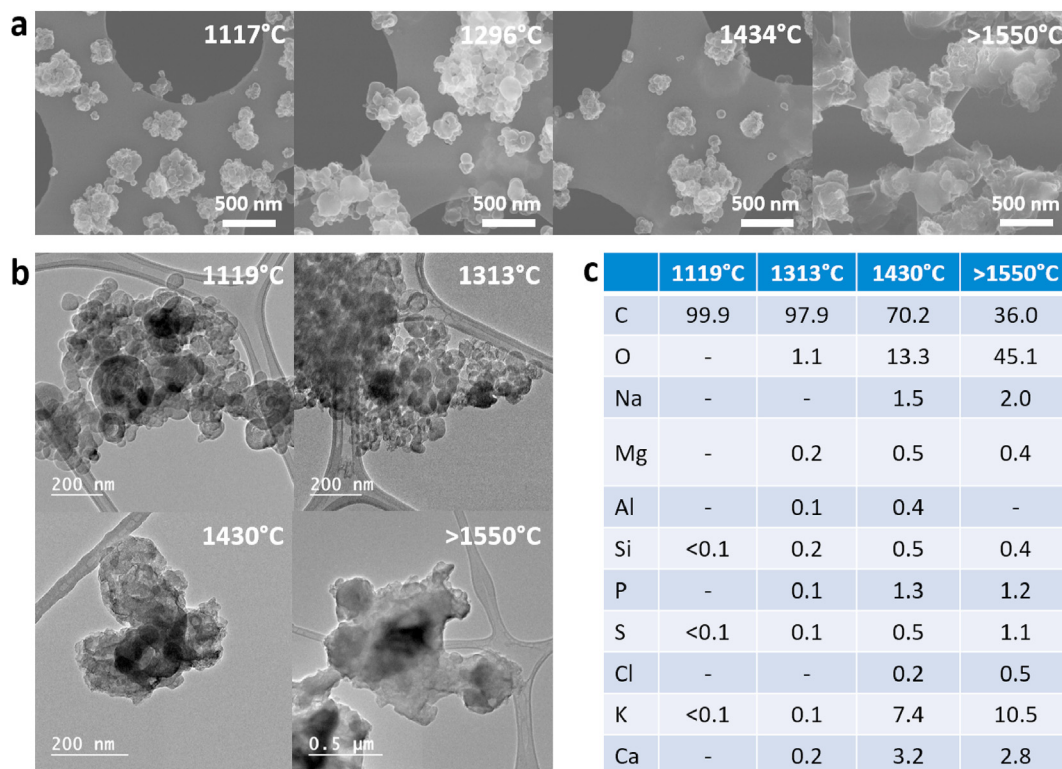 a
1117°C 1296°C 1434°C >1550°C
500 nm 500 nm 500 nm 500 nm
b
1119°C 1313°C
200 nm 200 nm
1430°C >1550°C
200 nm 0.5 µm
c
1119°C 1313°C 1430°C >1550°C
C 99.9 97.9 70.2 36.0
O - 1.1 13.3 45.1
Na - - 1.5 2.0
Mg - 0.2 0.5 0.4
Al - 0.1 0.4 -
Si <0.1 0.2 0.5 0.4
P - 0.1 1.3 1.2
S <0.1 0.1 0.5 1.1
Cl - - 0.2 0.5
K <0.1 0.1 7.4 10.5
Ca - 0.2 3.2 2.8